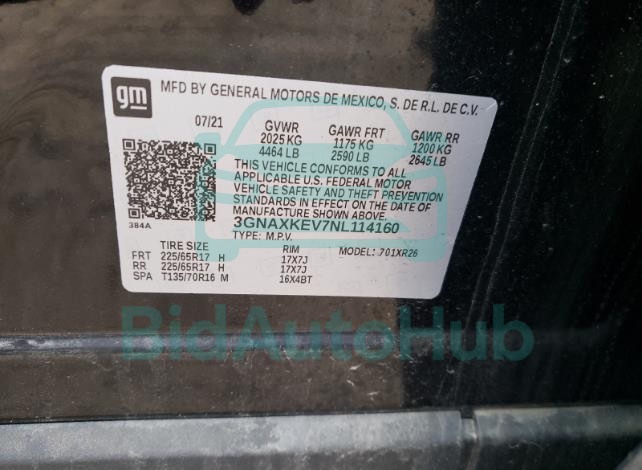 gm
MFD BY GENERAL MOTORS DE MEXICO, S. DE R.L. DE C.V.
07/21 GVWR GAWR FRT GAWR RR
2025 KG 1175 KG 1200 KG
4464 LB 2590 LB 2645 LB
THIS VEHICLE CONFORMS TO ALL
APPLICABLE U.S. FEDERAL MOTOR
VEHICLE SAFETY AND THEFT PREVENTION
STANDARDS IN EFFECT ON THE DATE OF
MANUFACTURE SHOWN ABOVE.
384A
3GNAXKEV7NL114160
TYPE: M.P.V. MODEL: 701XR26
TIRE SIZE RIM
FRT 225/65R17 H 17X7J
RR 225/65R17 H 17X7J
SPA T135/70R16 M 16X4BT
BidAutoHub